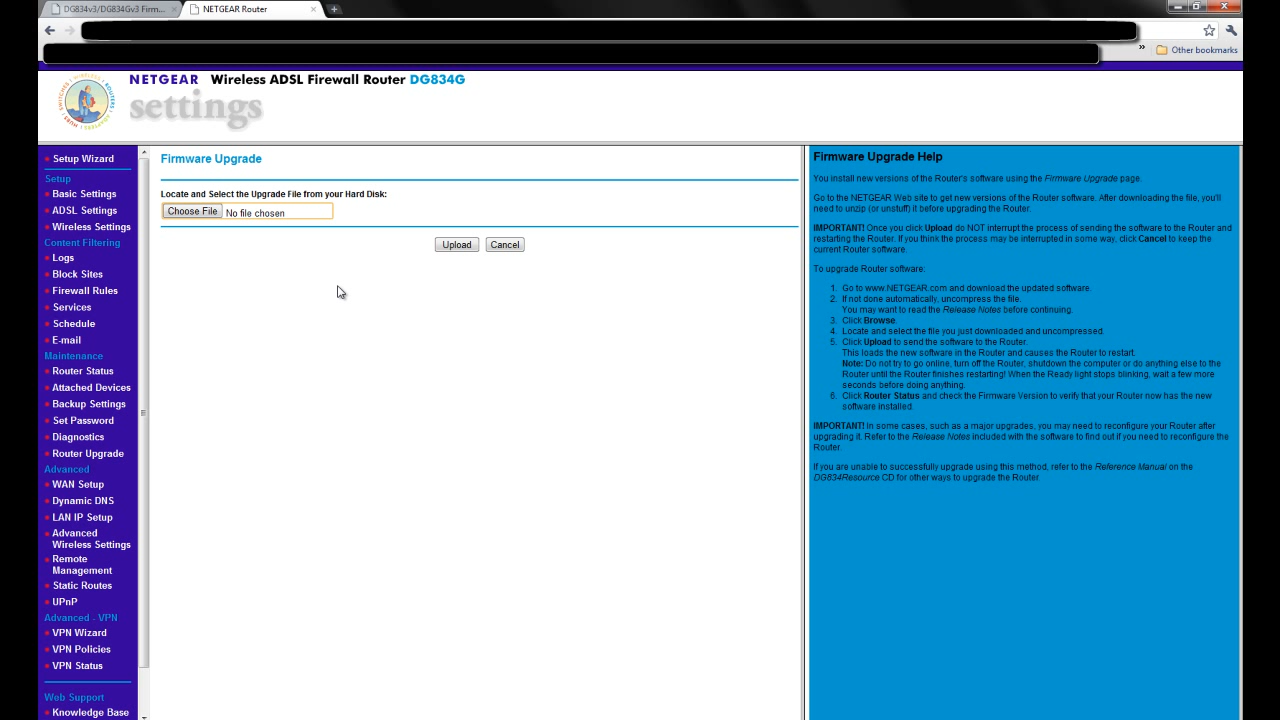 DG834v3/DG834Gv3 Firm...
NETGEAR Router
Other bookmarks
NETGEAR Wireless ADSL Firewall Router DG834G
settings
Setup Wizard
Setup
Basic Settings
ADSL Settings
Wireless Settings
Content Filtering
Logs
Block Sites
Firewall Rules
Services
Schedule
E-mail
Maintenance
Router Status
Attached Devices
Backup Settings
Set Password
Diagnostics
Router Upgrade
Advanced
WAN Setup
Dynamic DNS
LAN IP Setup
Advanced
Wireless Settings
Remote
Management
Static Routes
UPnP
Advanced - VPN
VPN Wizard
VPN Policies
VPN Status
Web Support
Knowledge Base
Firmware Upgrade
Locate and Select the Upgrade File from your Hard Disk:
Choose File No file chosen
Upload Cancel
Firmware Upgrade Help
You install new versions of the Router's software using the Firmware Upgrade page.
Go to the NETGEAR Web site to get new versions of the Router software. After downloading the file, you'll
need to unzip (or unstuff) it before upgrading the Router.
IMPORTANT! Once you click Upload do NOT interrupt the process of sending the software to the Router and
restarting the Router. If you think the process may be interrupted in some way, click Cancel to keep the
current Router software.
To upgrade Router software:
1. Go to www.NETGEAR.com and download the updated software.
2. If not done automatically, uncompress the file.
You may want to read the Release Notes before continuing.
3. Click Browse.
4. Locate and select the file you just downloaded and uncompressed.
5. Click Upload to send the software to the Router.
This loads the new software in the Router and causes the Router to restart.
Note: Do not try to go online, turn off the Router, shutdown the computer or do anything else to the
Router until the Router finishes restarting! When the Ready light stops blinking, wait a few more
seconds before doing anything.
6. Click Router Status and check the Firmware Version to verify that your Router now has the new
software installed.
IMPORTANT! In some cases, such as a major upgrades, you may need to reconfigure your Router after
upgrading it. Refer to the Release Notes included with the software to find out if you need to reconfigure the
Router.
If you are unable to successfully upgrade using this method, refer to the Reference Manual on the
DG834Resource CD for other ways to upgrade the Router.